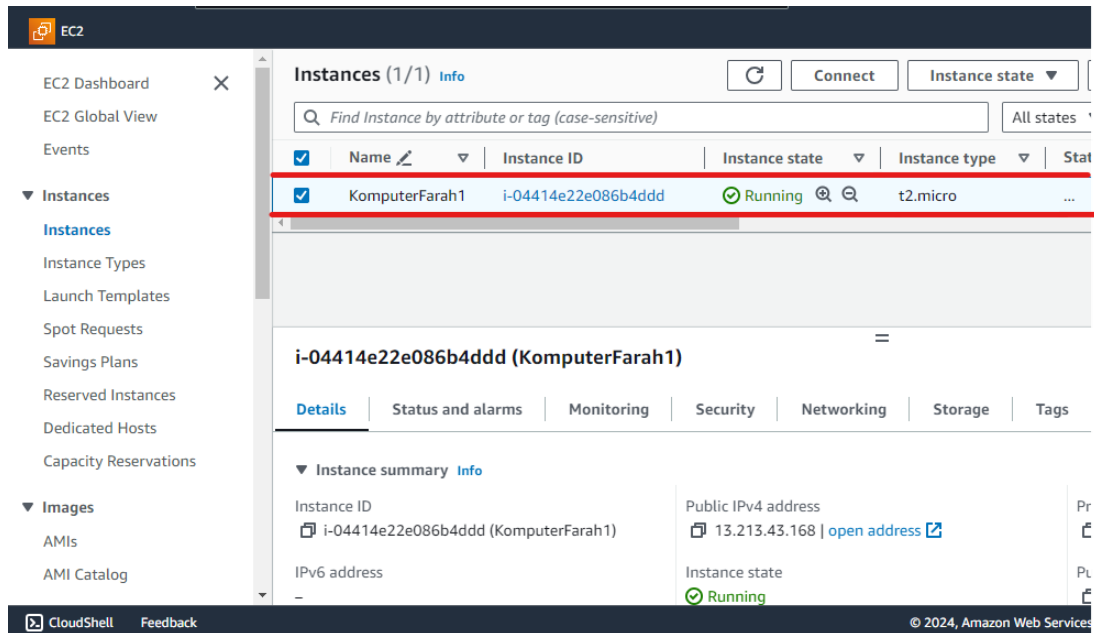 EC2
EC2 Dashboard
EC2 Global View
Events
Instances
Instances
Instance Types
Launch Templates
Spot Requests
Savings Plans
Reserved Instances
Dedicated Hosts
Capacity Reservations
Images
AMIs
AMI Catalog
Instances (1/1) Info
Connect
Instance state
Find Instance by attribute or tag (case-sensitive)
All states
Name Instance ID Instance state Instance type Stat
KomputerFarah1 i-04414e22e086b4ddd Running t2.micro ...
i-04414e22e086b4ddd (KomputerFarah1)
Details Status and alarms Monitoring Security Networking Storage Tags
Instance summary Info
Instance ID
i-04414e22e086b4ddd (KomputerFarah1)
Public IPv4 address
13.213.43.168 | open address
Pr
IPv6 address
–
Instance state
Running
CloudShell Feedback
© 2024, Amazon Web Services